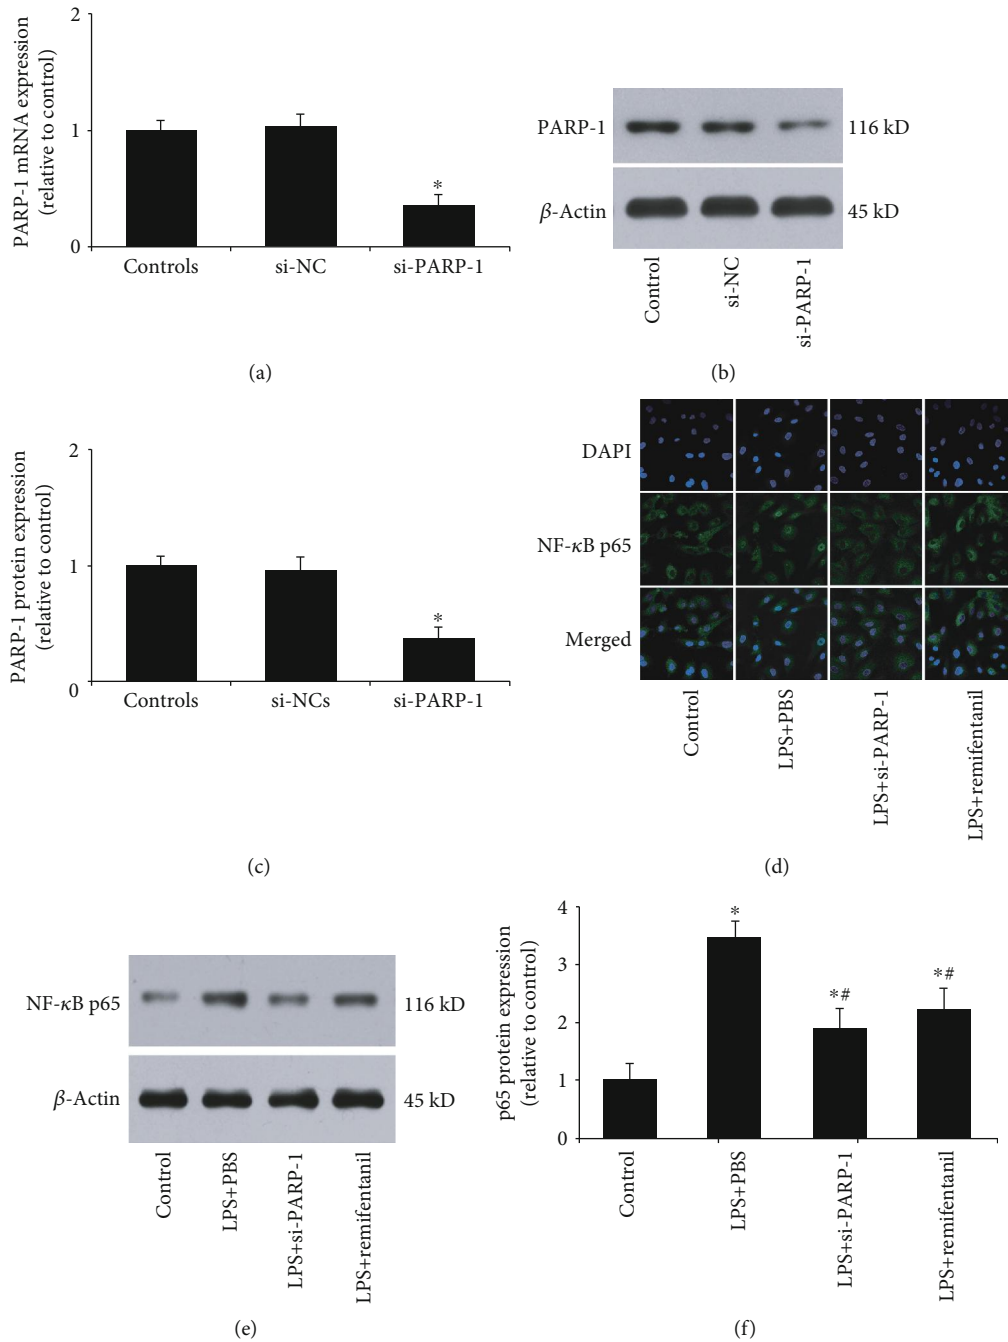 PARP-1 mRNA expression
(relative to control)
2
1
0
*
Controls
si-NC
si-PARP-1
(a)
PARP-1
116 kD
β-Actin
45 kD
Control
si-NC
si-PARP-1
(b)
PARP-1 protein expression
(relative to control)
2
1
0
*
Controls
si-NCs
si-PARP-1
(c)
DAPI
NF-κB p65
Merged
Control
LPS+PBS
LPS+si-PARP-1
LPS+remifentanil
(d)
NF-κB p65
116 kD
β-Actin
45 kD
Control
LPS+PBS
LPS+si-PARP-1
LPS+remifentanil
(e)
p65 protein expression
(relative to control)
4
3
2
1
0
*
*#
*#
Control
LPS+PBS
LPS+si-PARP-1
LPS+remifentanil
(f)